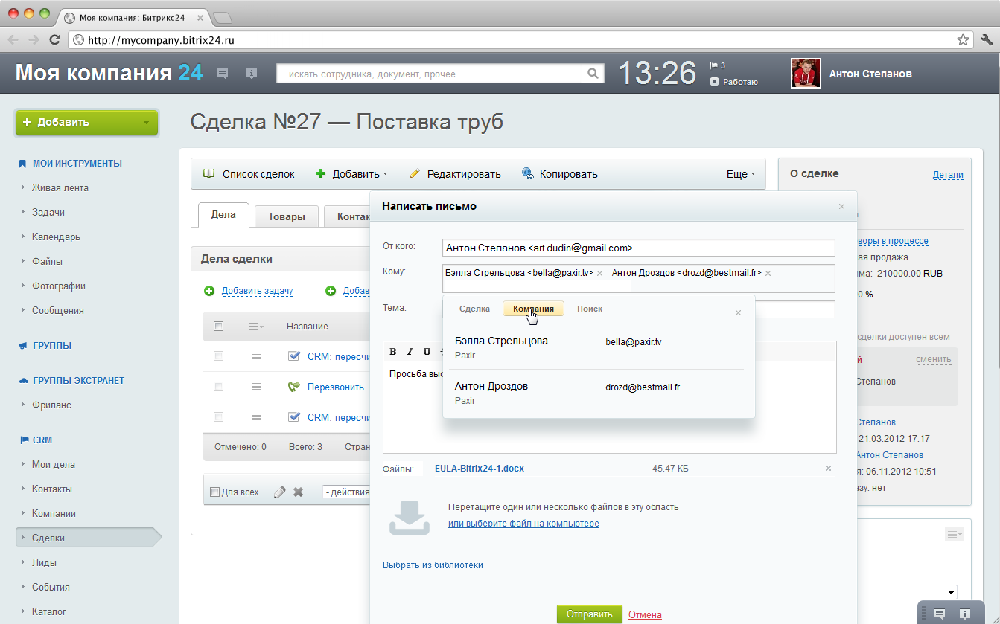 Моя компания: Битрикс24
http://mycompany.bitrix24.ru
Моя компания 24
искать сотрудника, документ, прочее...
13:26
3
Работаю
Антон Степанов
Добавить
Сделка №27 — Поставка труб
МОИ ИНСТРУМЕНТЫ
Живая лента
Задачи
Календарь
Файлы
Фотографии
Сообщения
ГРУППЫ
ГРУППЫ ЭКСТРАНЕТ
Фриланс
CRM
Мои дела
Контакты
Компании
Сделки
Лиды
События
Каталог
Список сделок
Добавить
Редактировать
Копировать
Еще
Дела
Товары
Контак
Дела сделки
Добавить задачу
Добав
Название
CRM: пересчи
Перезвонить
CRM: пересчи
Отмечено: 0
Всего: 3
Стран
Для всех
- действия
Написать письмо
От кого:
Антон Степанов <art.dudin@gmail.com>
Кому:
Бэлла Стрельцова <bella@paxir.tv>
Антон Дроздов <drozd@bestmail.fr>
Тема:
Сделка
Компания
Поиск
Бэлла Стрельцова
bella@paxir.tv
Paxir
Антон Дроздов
drozd@bestmail.fr
Paxir
B I U
Просьба выс
Файлы:
EULA-Bitrix24-1.docx
45.47 КБ
Перетащите один или несколько файлов в эту область
или выберите файл на компьютере
Выбрать из библиотеки
Отправить
Отмена
О сделке
Детали
воры в процессе
ая продажа
ма: 210000.00 RUB
0 %
сделки доступен всем
й
сменить
Степанов
Степанов
21.03.2012 17:17
Антон Степанов
я: 06.11.2012 10:51
азу: нет